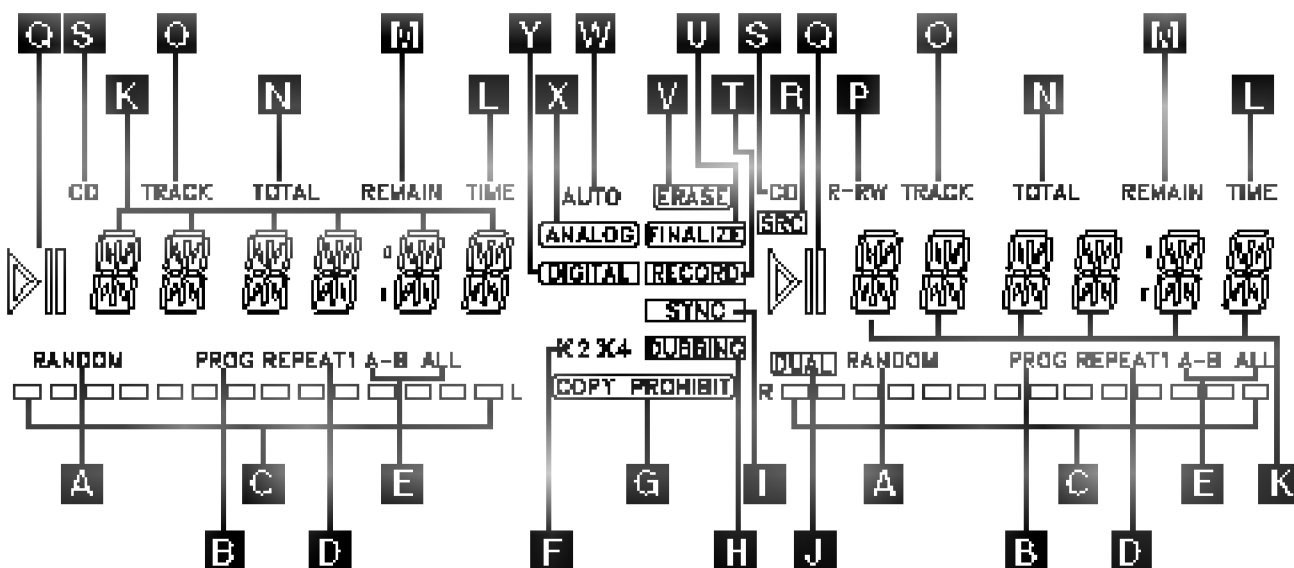 Q S O M Y W U S Q O M
K N L X V T R P N L
CD TRACK TOTAL REMAIN TIME AUTO ERASE CD R-RW TRACK TOTAL REMAIN TIME
ANALOG FINALIZE SRC
DIGITAL RECORD
SYNC
X2 X4 DUBBING
RANDOM PROG REPEAT1 A-B ALL DUAL RANDOM PROG REPEAT1 A-B ALL
COPY PROHIBIT
L R
A C E G I A C E K
B D F H J B D